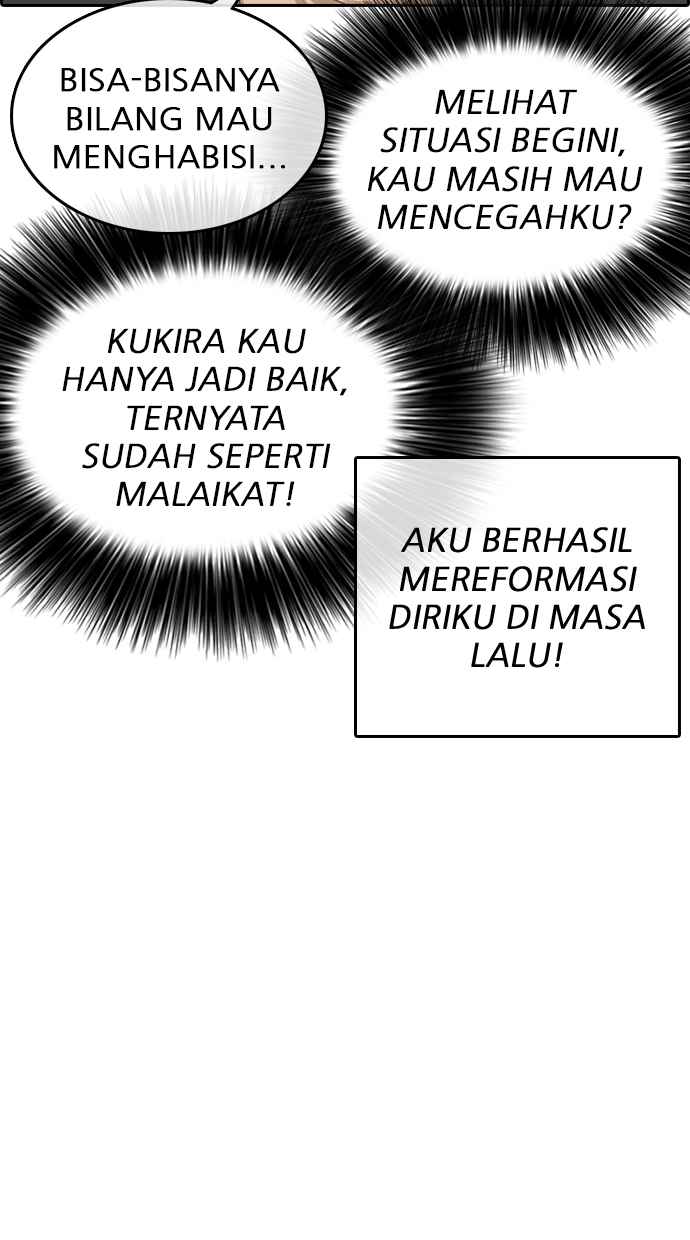 BISA-BISANYA
BILANG MAU
MENGHABISI...
MELIHAT
SITUASI BEGINI,
KAU MASIH MAU
MENCEGAHKU?
KUKIRA KAU
HANYA JADI BAIK,
TERNYATA
SUDAH SEPERTI
MALAIKAT!
AKU BERHASIL
MEREFORMASI
DIRIKU DI MASA
LALU!